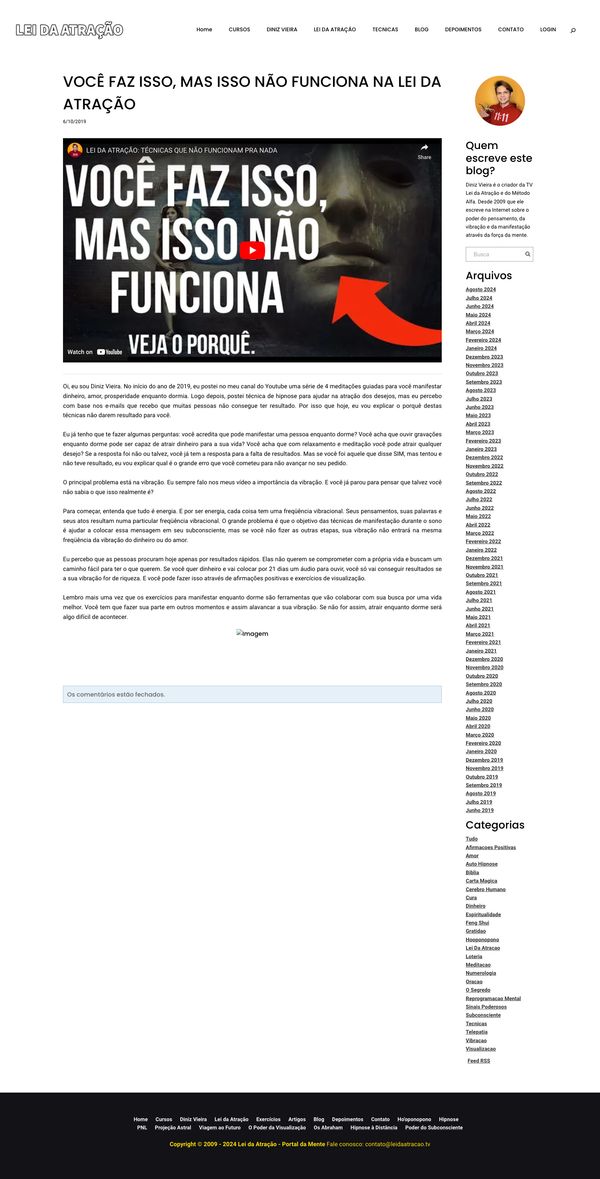 LEI DA ATRAÇÃO
Home CURSOS DINIZ VIEIRA LEI DA ATRAÇÃO TECNICAS BLOG DEPOIMENTOS CONTATO LOGIN
VOCÊ FAZ ISSO, MAS ISSO NÃO FUNCIONA NA LEI DA
ATRAÇÃO
6/10/2019
LEI DA ATRAÇÃO: TÉCNICAS QUE NÃO FUNCIONAM PRA NADA
Share
VOCÊ FAZ ISSO,
MAS ISSO NÃO
FUNCIONA
VEJA O PORQUÊ.
Watch on YouTube
Oi, eu sou Diniz Vieira. No início do ano de 2019, eu postei no meu canal do Youtube uma série de 4 meditações guiadas para você manifestar
dinheiro, amor, prosperidade enquanto dormia. Logo depois, postei técnica de hipnose para ajudar na atração dos desejos, mas eu percebo
com base nos e-mails que recebo que muitas pessoas não consegue ter resultado. Por isso que hoje, eu vou explicar o porquê destas
técnicas não darem resultado para você.
Eu já tenho que te fazer algumas perguntas: você acredita que pode manifestar uma pessoa enquanto dorme? Você acha que ouvir gravações
enquanto dorme pode ser capaz de atrair dinheiro para a sua vida? Você acha que com relaxamento e meditação você pode atrair qualquer
desejo? Se a resposta foi não ou talvez, você já tem a resposta para a falta de resultados. Mas se você foi aquele que disse SIM, mas tentou e
não teve resultado, eu vou explicar qual é o grande erro que você cometeu para não avançar no seu pedido.
O principal problema está na vibração. Eu sempre falo nos meus vídeo a importância da vibração. E você já parou para pensar que talvez você
não sabia o que isso realmente é?
Para começar, entenda que tudo é energia. E por ser energia, cada coisa tem uma freqüência vibracional. Seus pensamentos, suas palavras e
seus atos resultam numa particular freqüência vibracional. O grande problema é que o objetivo das técnicas de manifestação durante o sono
é ajudar a colocar essa mensagem em seu subconsciente, mas se você não fizer as outras etapas, sua vibração não entrará na mesma
freqüência da vibração do dinheiro ou do amor.
Eu percebo que as pessoas procuram hoje apenas por resultados rápidos. Elas não querem se comprometer com a própria vida e buscam um
caminho fácil para ter o que querem. Se você quer dinheiro e vai colocar por 21 dias um áudio para ouvir, você só vai conseguir resultados se
a sua vibração for de riqueza. E você pode fazer isso através de afirmações positivas e exercícios de visualização.
Lembro mais uma vez que os exercícios para manifestar enquanto dorme são ferramentas que vão colaborar com sua busca por uma vida
melhor. Você tem que fazer sua parte em outros momentos e assim alavancar a sua vibração. Se não for assim, atrair enquanto dorme será
algo difícil de acontecer.
Imagem
Os comentários estão fechados.
11:11
Quem
escreve este
blog?
Diniz Vieira é o criador da TV
Lei da Atração e do Método
Alfa. Desde 2009 que ele
escreve na Internet sobre o
poder do pensamento, da
vibração e da manifestação
através da força da mente.
Busca
Arquivos
Agosto 2024
Julho 2024
Junho 2024
Maio 2024
Abril 2024
Março 2024
Fevereiro 2024
Janeiro 2024
Dezembro 2023
Novembro 2023
Outubro 2023
Setembro 2023
Agosto 2023
Julho 2023
Junho 2023
Maio 2023
Abril 2023
Março 2023
Fevereiro 2023
Janeiro 2023
Dezembro 2022
Novembro 2022
Outubro 2022
Setembro 2022
Agosto 2022
Julho 2022
Junho 2022
Maio 2022
Abril 2022
Março 2022
Fevereiro 2022
Janeiro 2022
Dezembro 2021
Novembro 2021
Outubro 2021
Setembro 2021
Agosto 2021
Julho 2021
Junho 2021
Maio 2021
Abril 2021
Março 2021
Fevereiro 2021
Janeiro 2021
Dezembro 2020
Novembro 2020
Outubro 2020
Setembro 2020
Agosto 2020
Julho 2020
Junho 2020
Maio 2020
Abril 2020
Março 2020
Fevereiro 2020
Janeiro 2020
Dezembro 2019
Novembro 2019
Outubro 2019
Setembro 2019
Agosto 2019
Julho 2019
Junho 2019
Categorias
Tudo
Afirmacoes Positivas
Amor
Auto Hipnose
Biblia
Carta Magica
Cerebro Humano
Cura
Dinheiro
Espiritualidade
Feng Shui
Gratidao
Hooponopono
Lei Da Atracao
Loteria
Meditacao
Numerologia
Oracao
O Segredo
Reprogramacao Mental
Sinais Poderosos
Subconsciente
Tecnicas
Telepatia
Vibracao
Visualizacao
Feed RSS
Home Cursos Diniz Vieira Lei da Atração Exercícios Artigos Blog Depoimentos Contato Ho'oponopono Hipnose
PNL Projeção Astral Viagem ao Futuro O Poder da Visualização Os Abraham Hipnose à Distância Poder do Subconsciente
Copyright © 2009 - 2024 Lei da Atração - Portal da Mente Fale conosco: contato@leidaatracao.tv